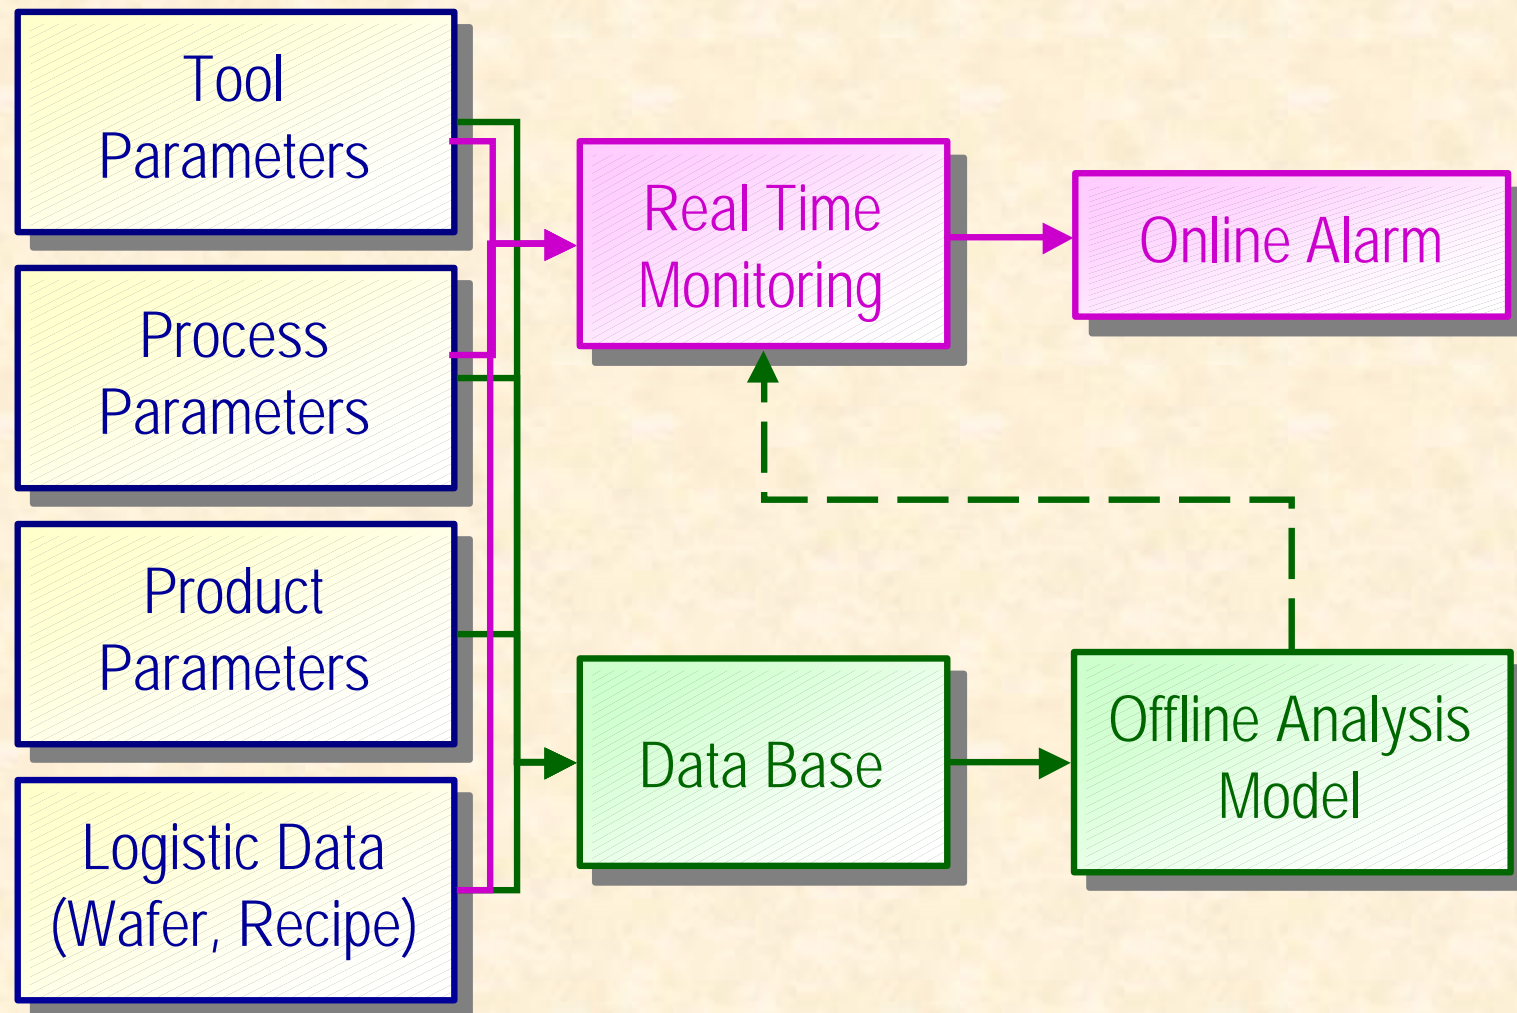 Tool
Parameters
Process
Parameters
Product
Parameters
Logistic Data
(Wafer, Recipe)
Real Time
Monitoring
Online Alarm
Data Base
Offline Analysis
Model